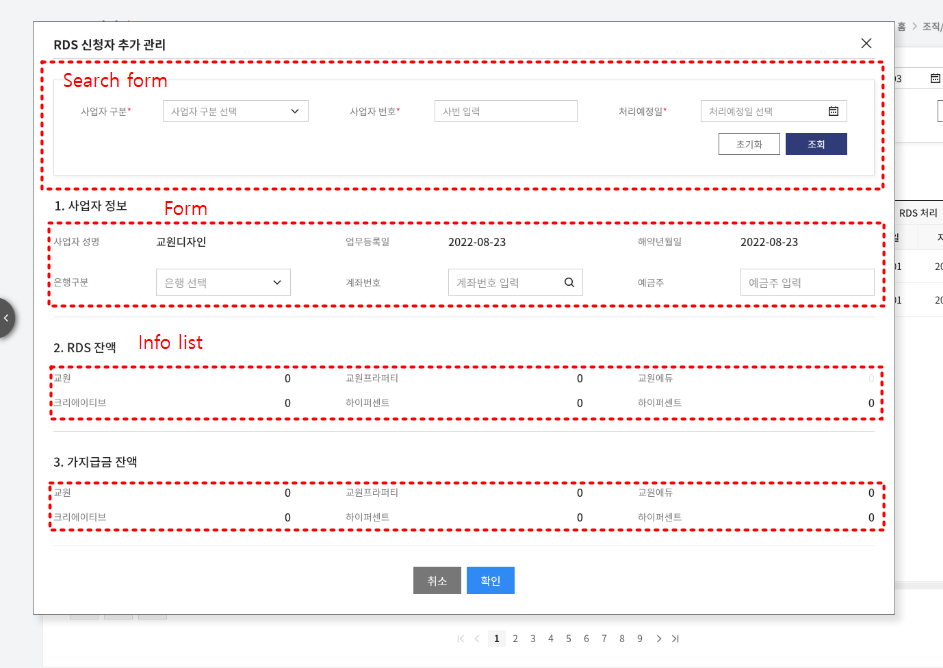 홈 > 조직/
RDS 신청자 추가 관리
Search form
사업자 구분* 사업자 구분 선택 사업자 번호* 사번 입력 처리예정일* 처리예정일 선택
03
초기화 조회
1. 사업자 정보 Form
RDS 처리
사업자 성명 교원디자인 업무등록일 2022-08-23 해약년월일 2022-08-23
은행구분 은행 선택 계좌번호 계좌번호 입력 예금주 예금주 입력
01 20
01 20
2. RDS 잔액 Info list
교원 0 교원프라퍼티 0 교원에듀 0
크리에이티브 0 하이퍼센트 0 하이퍼센트 0
3. 가지급금 잔액
교원 0 교원프라퍼티 0 교원에듀 0
크리에이티브 0 하이퍼센트 0 하이퍼센트 0
취소 확인
1 2 3 4 5 6 7 8 9